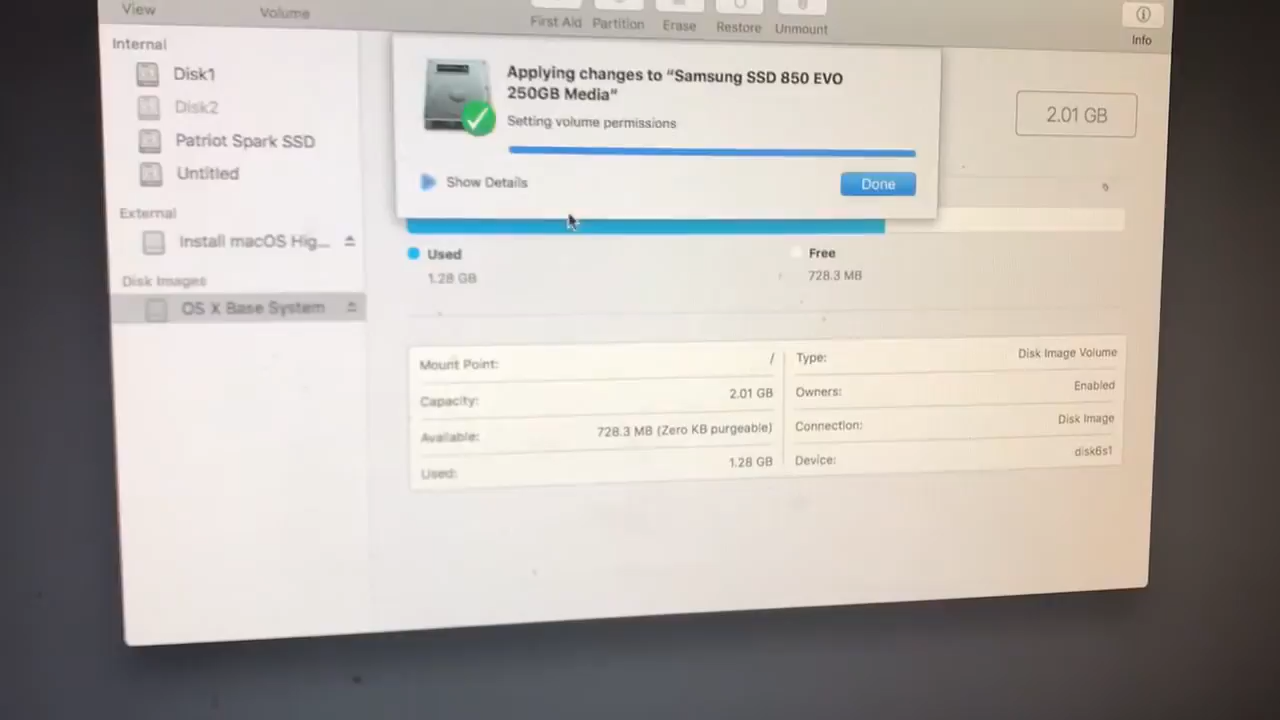 View
Volume
First Aid
Partition
Erase
Restore
Unmount
Info
Internal
Disk1
Disk2
Patriot Spark SSD
Untitled
External
Install macOS Hig...
Disk Images
OS X Base System
Applying changes to “Samsung SSD 850 EVO
250GB Media”
Setting volume permissions
Show Details
Done
2.01 GB
Used
1.28 GB
Free
728.3 MB
Mount Point: /
Capacity: 2.01 GB
Available: 728.3 MB (Zero KB purgeable)
Used: 1.28 GB
Type: Disk Image Volume
Owners: Enabled
Connection: Disk Image
Device: disk6s1